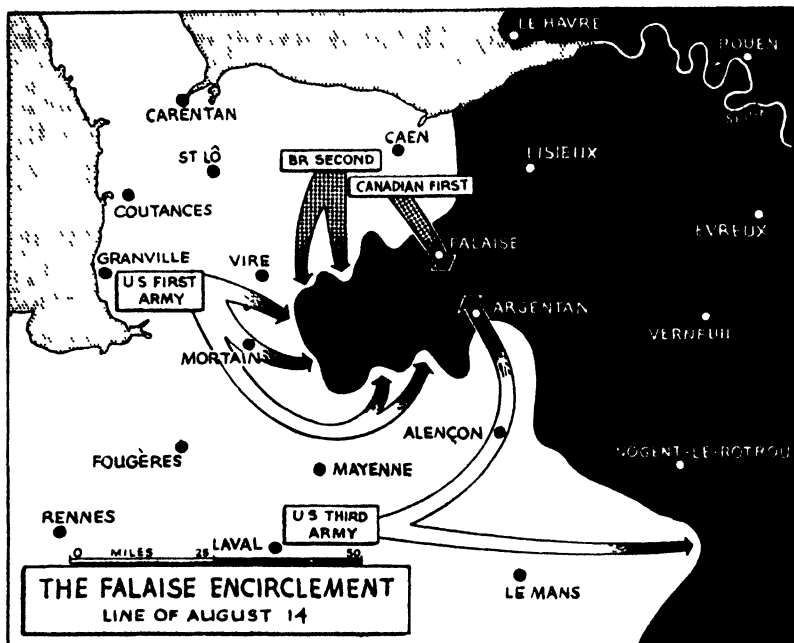 LE HAVRE
ROUEN
SEINE
CARENTAN
CAEN
ST LÔ
BR SECOND
LISIEUX
CANADIAN FIRST
COUTANCES
EVREUX
FALAISE
GRANVILLE
VIRE
U S FIRST
ARMY
ARGENTAN
VERNEUIL
MORTAIN
ALENÇON
FOUGÈRES
NOGENT-LE-ROTROU
MAYENNE
RENNES
U S THIRD
ARMY
LAVAL
0 MILES 25 50
THE FALAISE ENCIRCLEMENT
LINE OF AUGUST 14
LE MANS